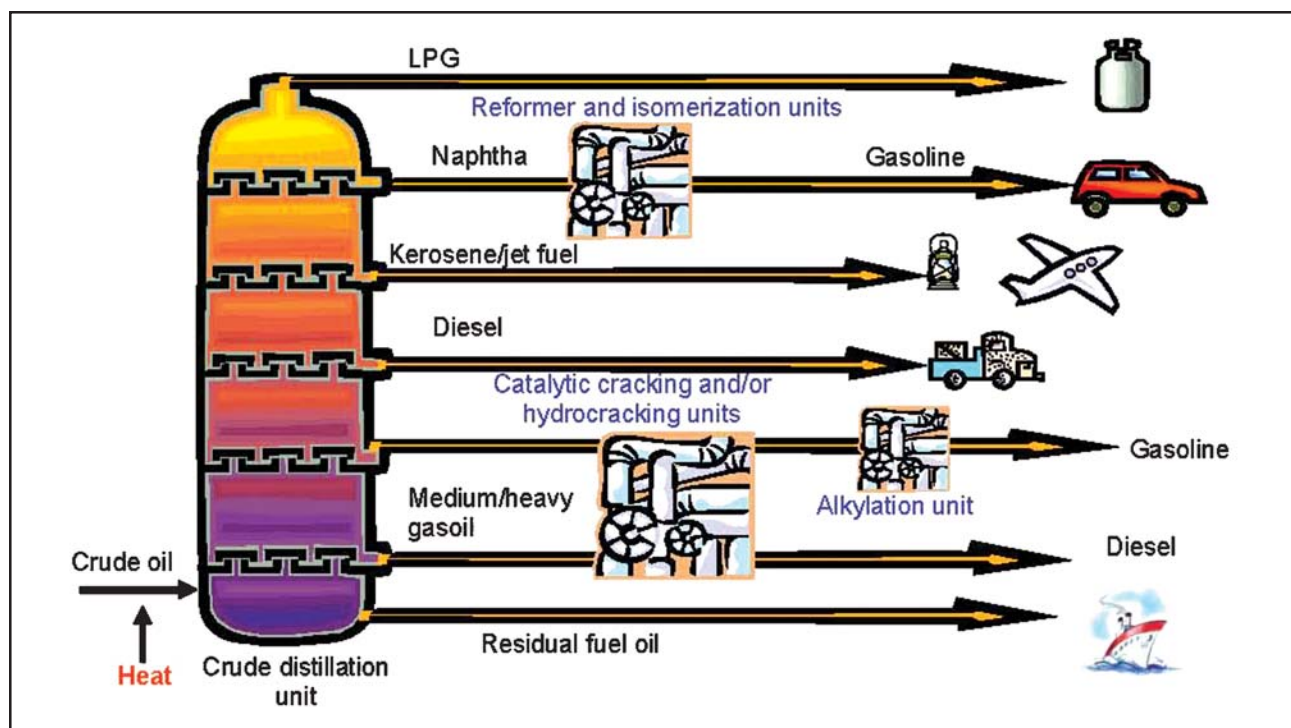 LPG
Reformer and isomerization units
Naphtha
Gasoline
Kerosene/jet fuel
Diesel
Catalytic cracking and/or
hydrocracking units
Gasoline
Medium/heavy
gasoil
Alkylation unit
Diesel
Crude oil
Heat
Residual fuel oil
Crude distillation
unit